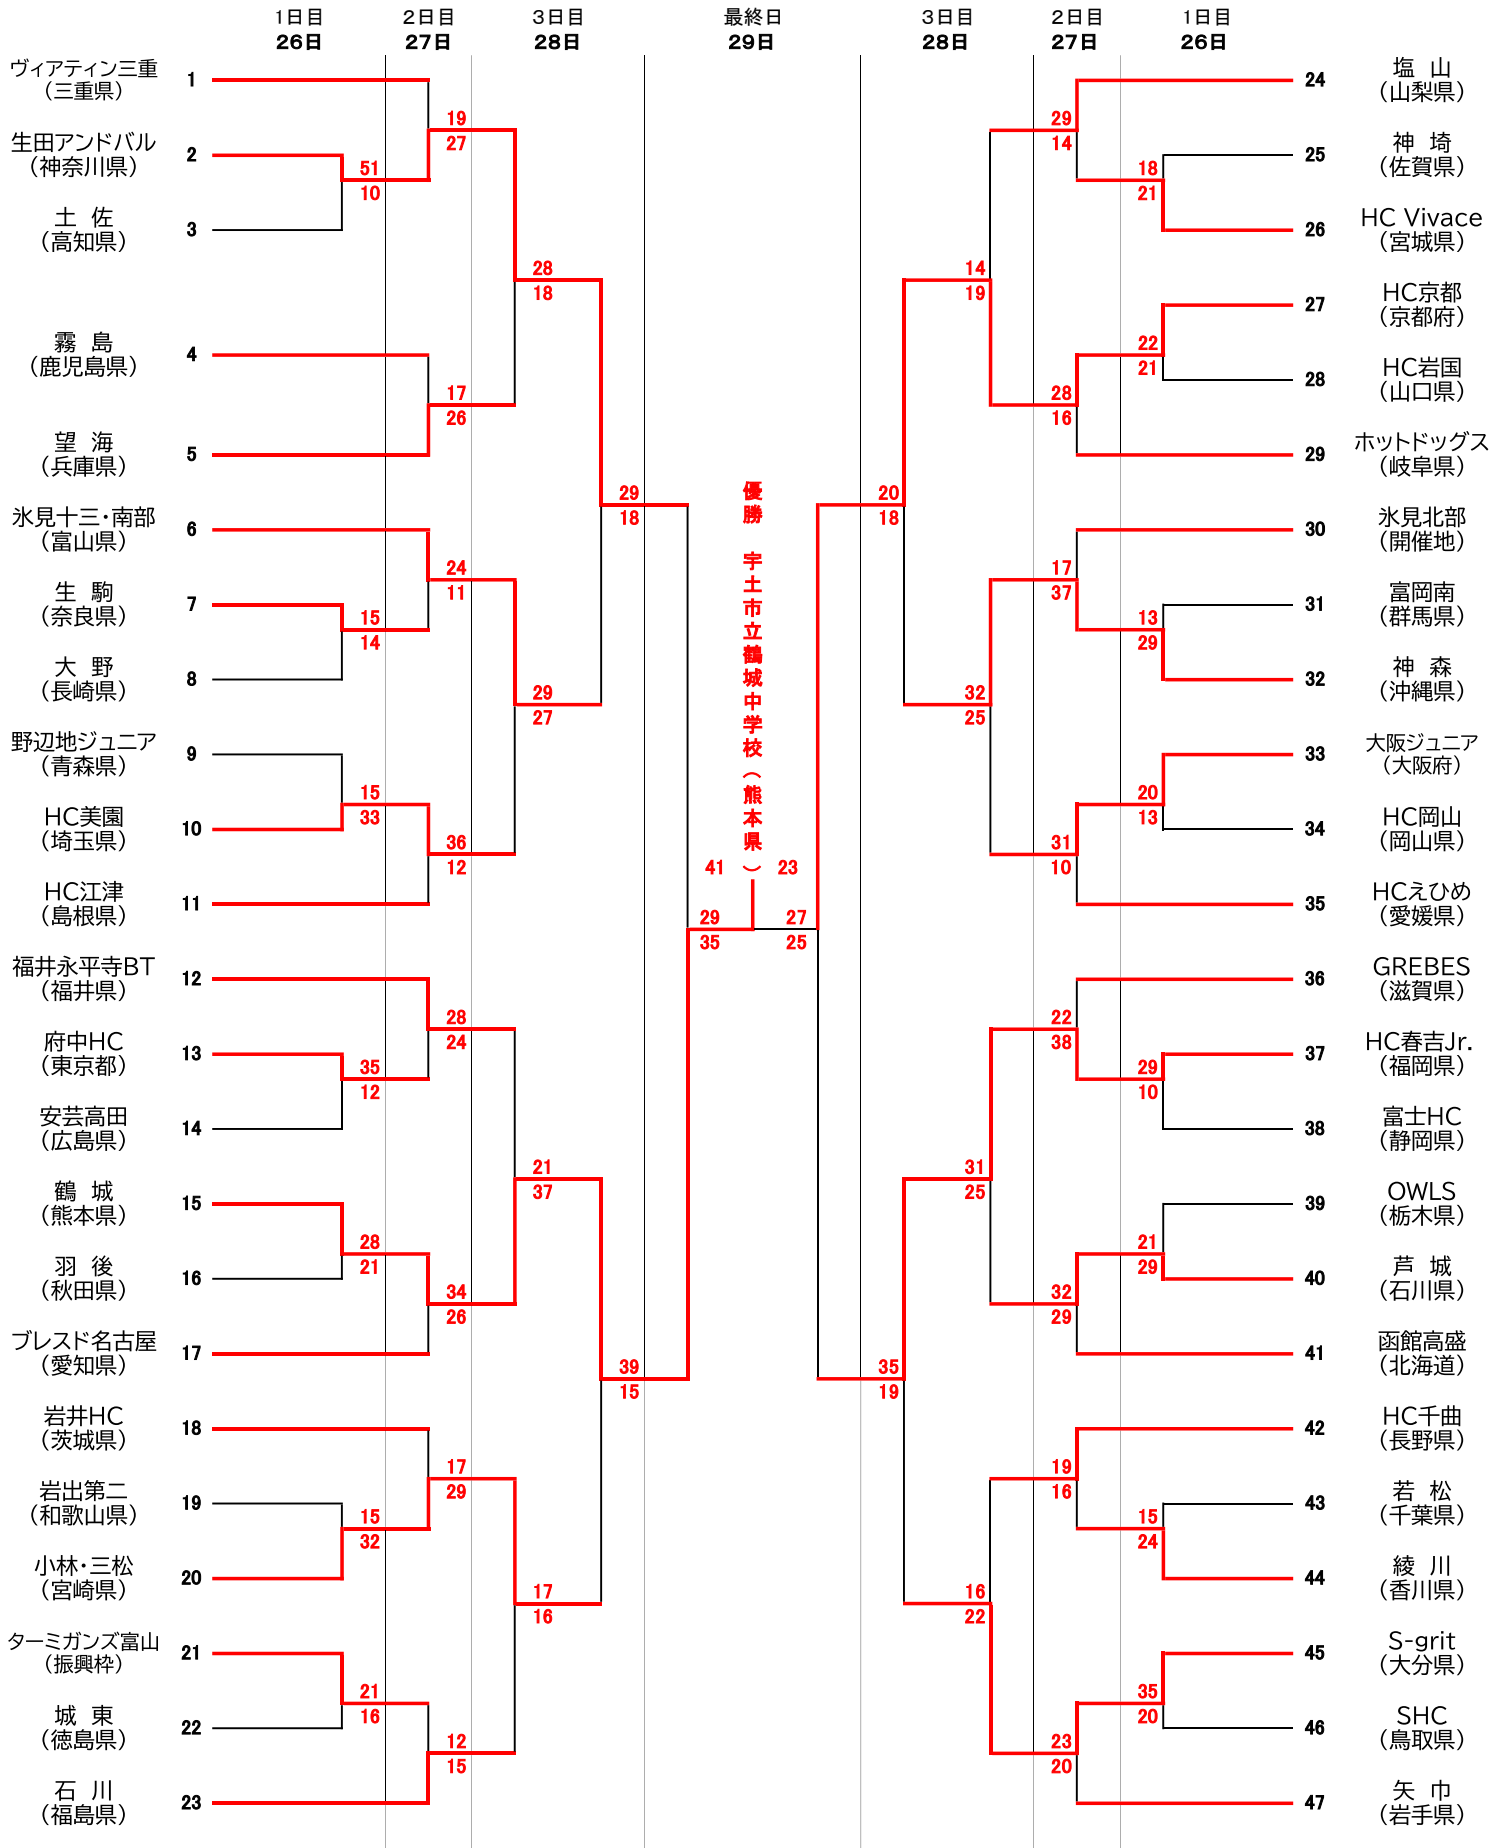 1日目 2日目 3日目 最終日 3日目 2日目 1日目
26日 27日 28日 29日 28日 27日 26日
ヴィアティン三重
（三重県）
1
生田アンドバル
（神奈川県）
2
土 佐
（高知県）
3
霧 島
（鹿児島県）
4
望 海
（兵庫県）
5
氷見十三・南部
（富山県）
6
生 駒
（奈良県）
7
大 野
（長崎県）
8
野辺地ジュニア
（青森県）
9
HC美園
（埼玉県）
10
HC江津
（島根県）
11
福井永平寺BT
（福井県）
12
府中HC
（東京都）
13
安芸高田
（広島県）
14
鶴 城
（熊本県）
15
羽 後
（秋田県）
16
ブレスド名古屋
（愛知県）
17
岩井HC
（茨城県）
18
岩出第二
（和歌山県）
19
小林・三松
（宮崎県）
20
ターミガンズ富山
（振興枠）
21
城 東
（徳島県）
22
石 川
（福島県）
23
51
10
15
14
15
33
35
12
28
21
15
32
21
16
19
27
17
26
24
11
36
12
28
24
34
26
17
29
12
15
28
18
29
27
21
37
17
16
29
18
39
15
29
35
優勝 宇土市立鶴城中学校（熊本県）
41 23
27
25
20
18
35
19
14
19
32
25
31
25
16
22
29
14
28
16
17
37
31
10
22
38
32
29
19
16
23
20
18
21
22
21
13
29
20
13
29
10
21
29
15
24
35
20
24
塩 山
（山梨県）
25
神 埼
（佐賀県）
26
HC Vivace
（宮城県）
27
HC京都
（京都府）
28
HC岩国
（山口県）
29
ホットドッグス
（岐阜県）
30
氷見北部
（開催地）
31
富岡南
（群馬県）
32
神 森
（沖縄県）
33
大阪ジュニア
（大阪府）
34
HC岡山
（岡山県）
35
HCえひめ
（愛媛県）
36
GREBES
（滋賀県）
37
HC春吉Jr.
（福岡県）
38
富士HC
（静岡県）
39
OWLS
（栃木県）
40
芦 城
（石川県）
41
函館高盛
（北海道）
42
HC千曲
（長野県）
43
若 松
（千葉県）
44
綾 川
（香川県）
45
S-grit
（大分県）
46
SHC
（鳥取県）
47
矢 巾
（岩手県）